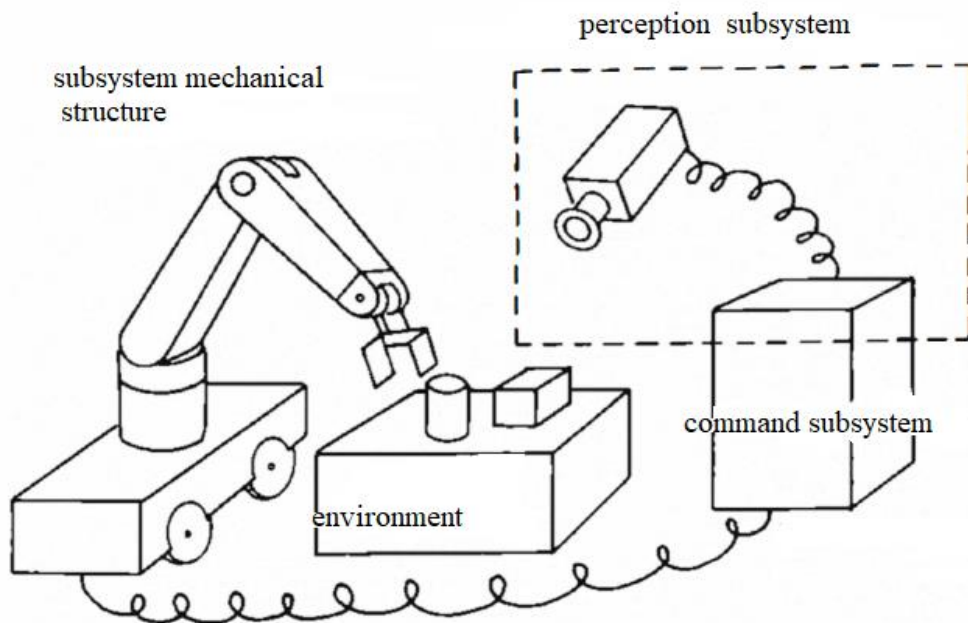 perception subsystem
subsystem mechanical
structure
command subsystem
environment